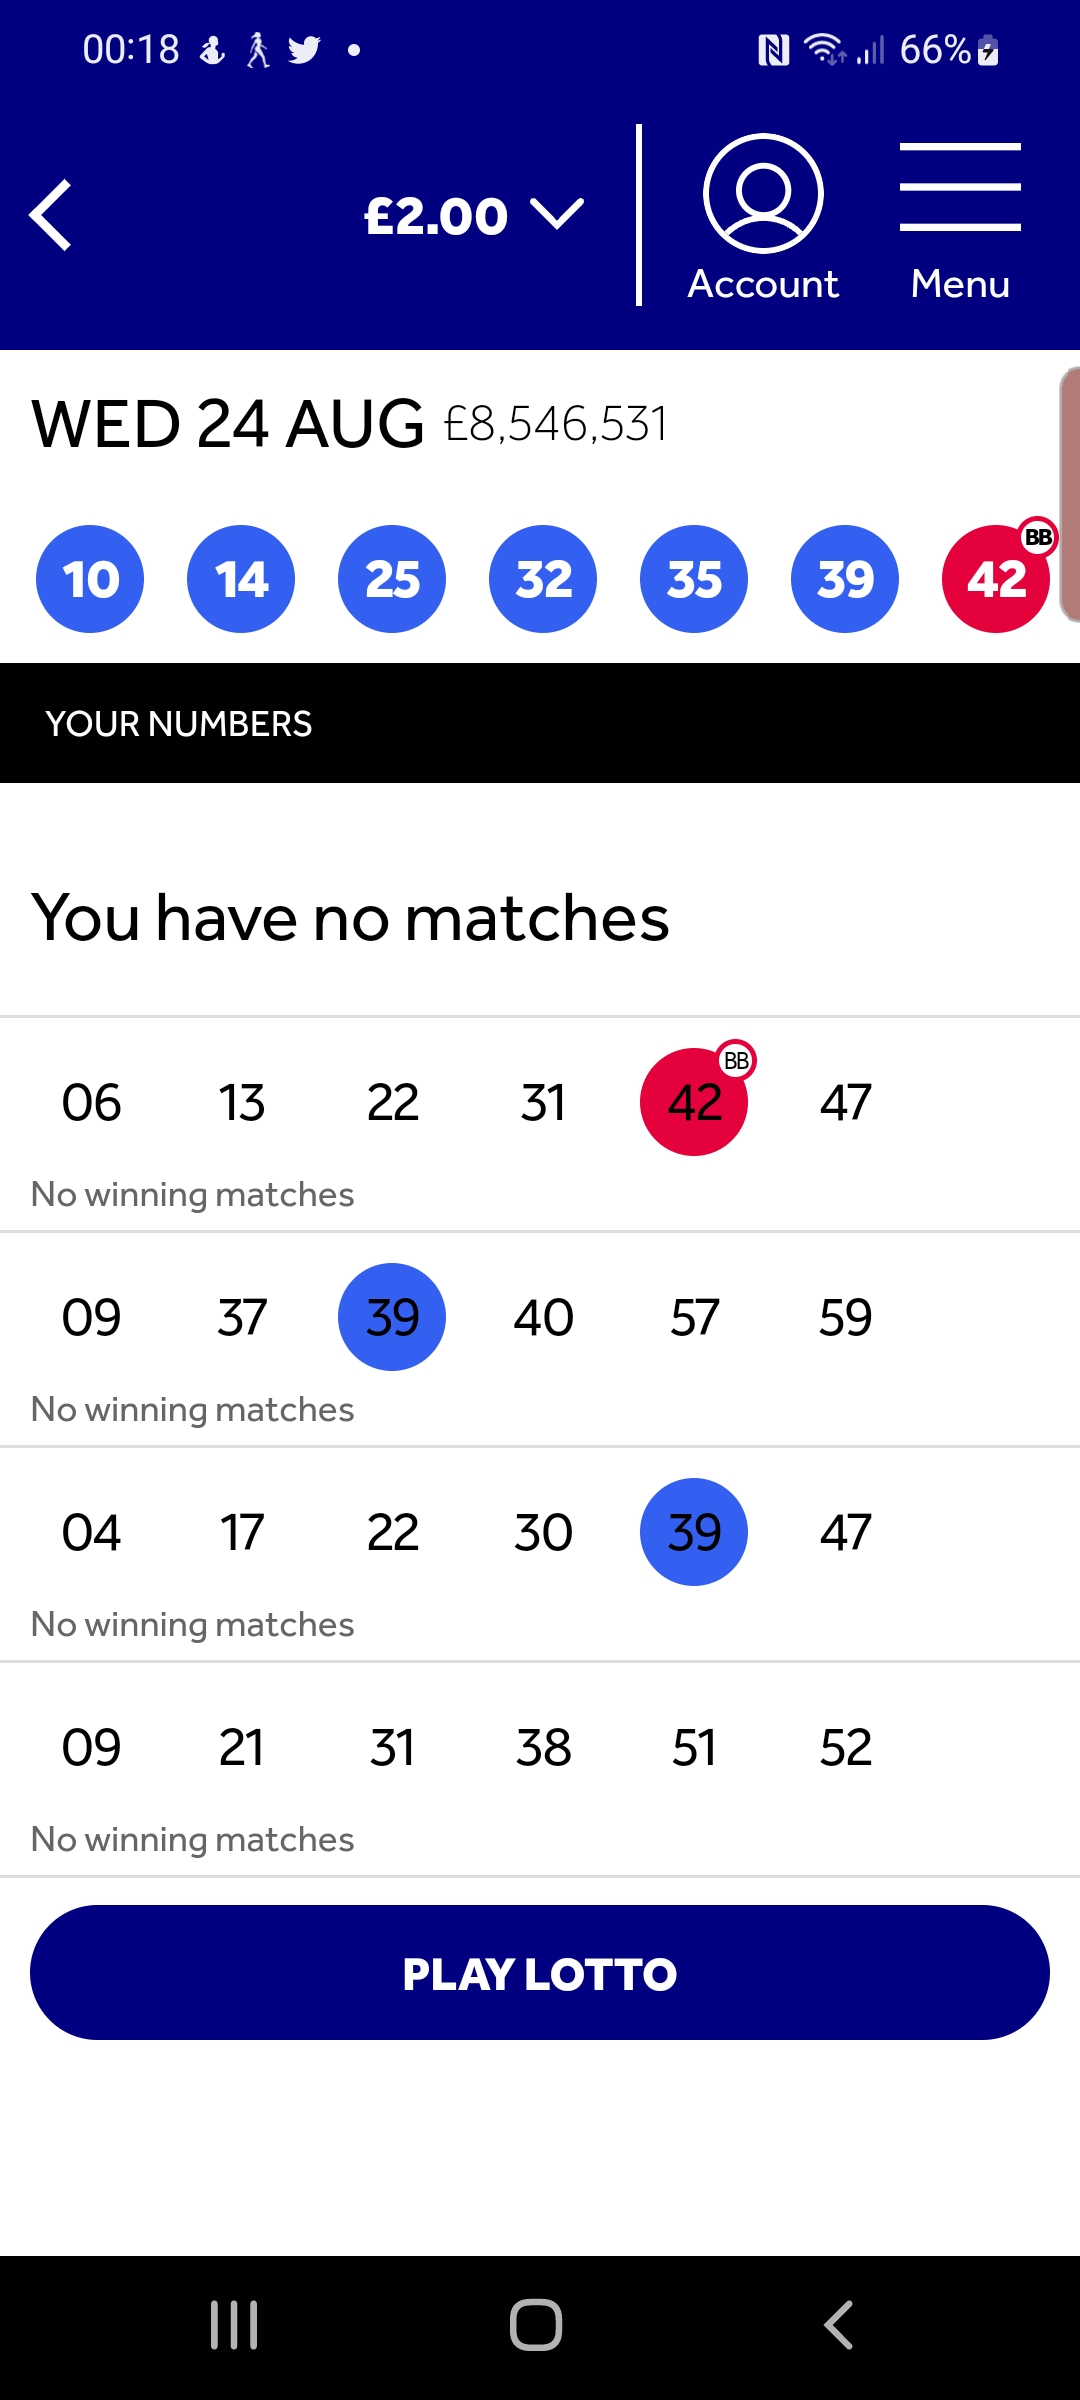 00:18 66%
£2.00
Account Menu
WED 24 AUG £8,546,531
BB
10 14 25 32 35 39 42
YOUR NUMBERS
You have no matches
BB
06 13 22 31 42 47
No winning matches
09 37 39 40 57 59
No winning matches
04 17 22 30 39 47
No winning matches
09 21 31 38 51 52
No winning matches
PLAY LOTTO